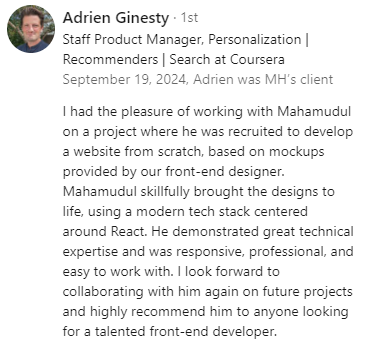 Adrien Ginesty · 1st
Staff Product Manager, Personalization |
Recommenders | Search at Coursera
September 19, 2024, Adrien was MH's client
I had the pleasure of working with Mahamudul
on a project where he was recruited to develop
a website from scratch, based on mockups
provided by our front-end designer.
Mahamudul skillfully brought the designs to
life, using a modern tech stack centered
around React. He demonstrated great technical
expertise and was responsive, professional, and
easy to work with. I look forward to
collaborating with him again on future projects
and highly recommend him to anyone looking
for a talented front-end developer.